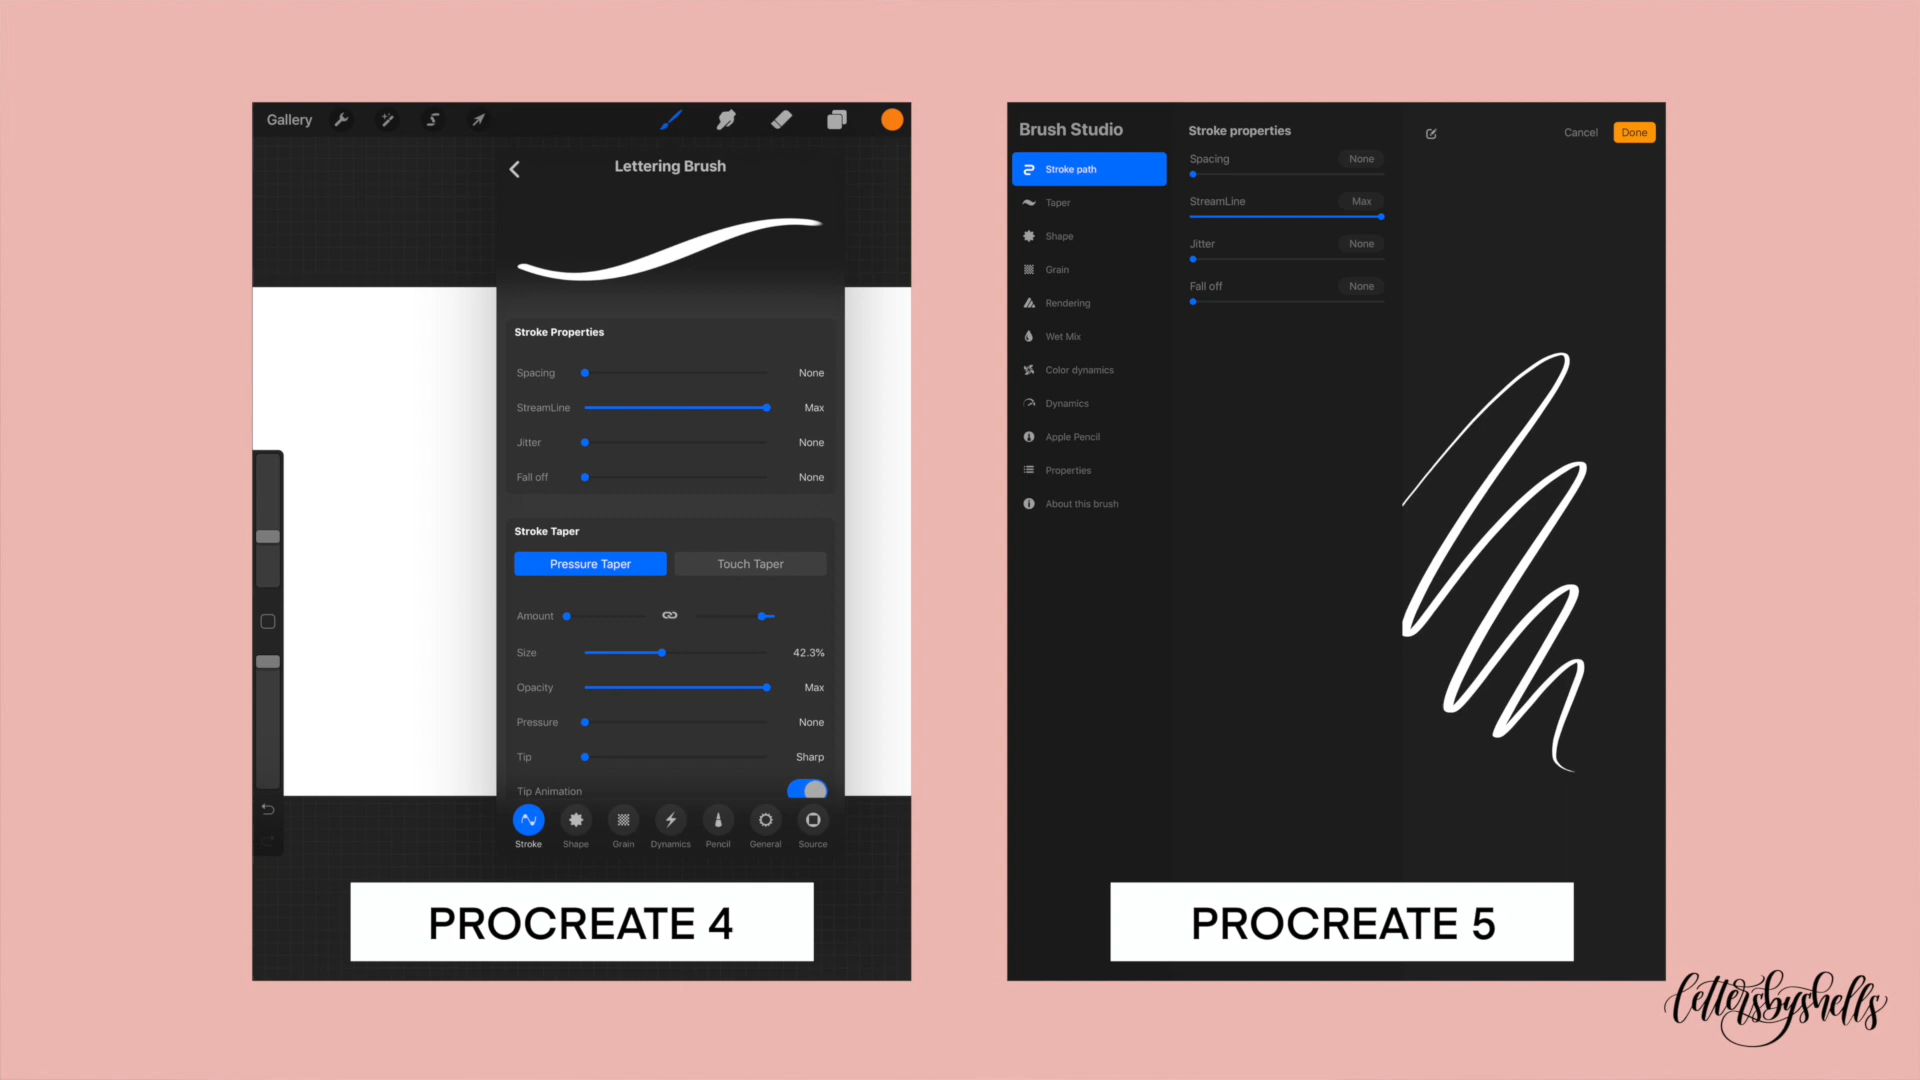 Gallery
Lettering Brush
Stroke Properties
Spacing None
StreamLine Max
Jitter None
Fall off None
Stroke Taper
Pressure Taper Touch Taper
Amount
Size 42.3%
Opacity Max
Pressure None
Tip Sharp
Tip Animation
Stroke Shape Grain Dynamics Pencil General Source
PROCREATE 4
Brush Studio
Stroke path
Taper
Shape
Grain
Rendering
Wet Mix
Color dynamics
Dynamics
Apple Pencil
Properties
About this brush
Stroke properties
Spacing None
StreamLine Max
Jitter None
Fall off None
Cancel Done
PROCREATE 5
lettersbyshells